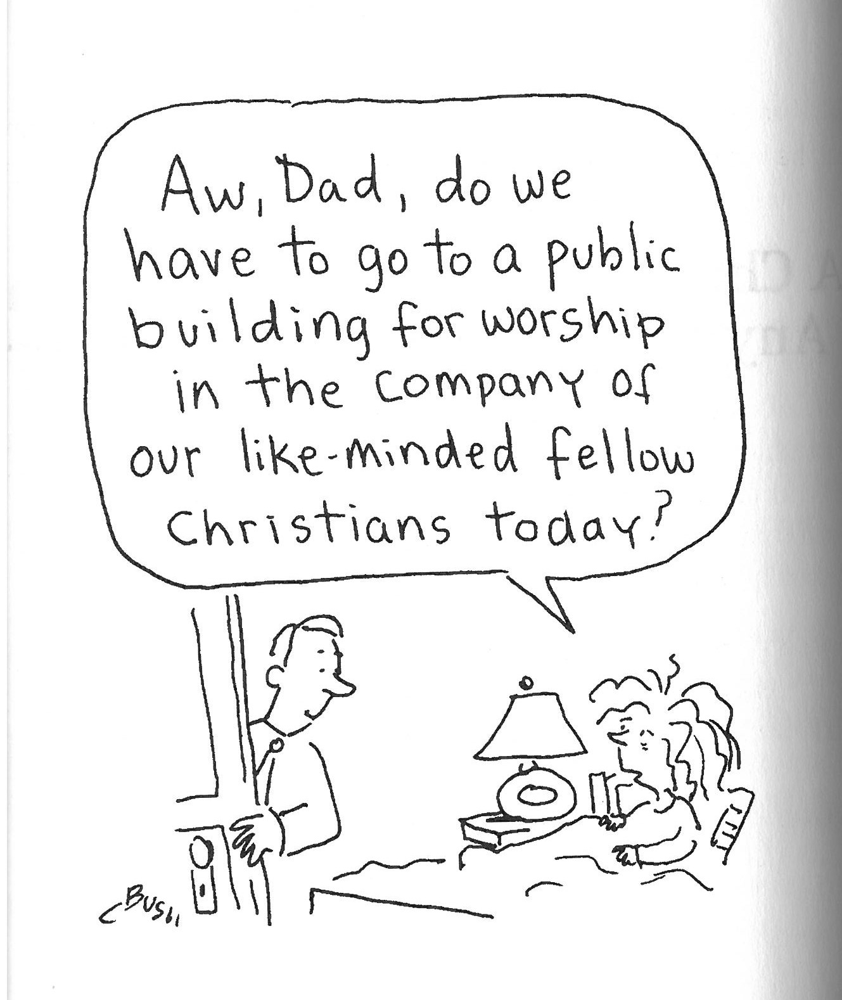 Aw, Dad, do we
have to go to a public
building for worship
in the company of
our like-minded fellow
Christians today?
C BUSH